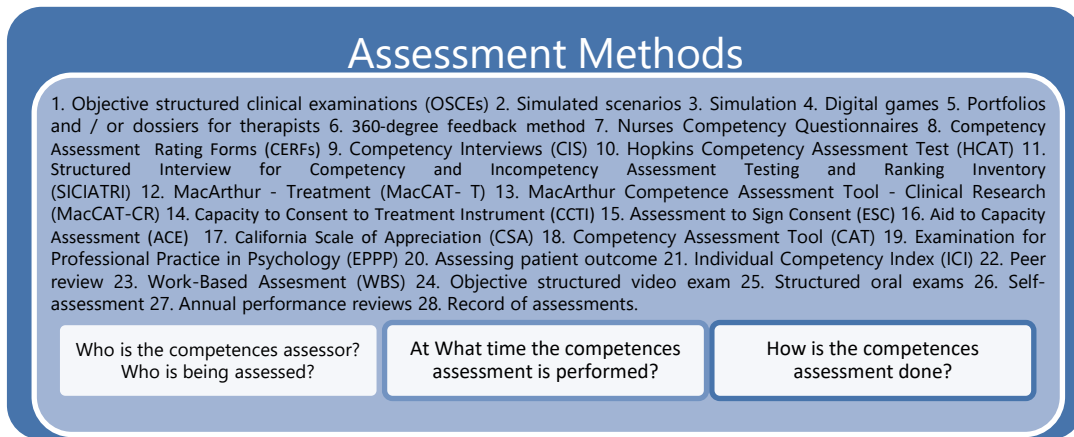 Assessment Methods
1. Objective structured clinical examinations (OSCEs) 2. Simulated scenarios 3. Simulation 4. Digital games 5. Portfolios
and / or dossiers for therapists 6. 360-degree feedback method 7. Nurses Competency Questionnaires 8. Competency
Assessment Rating Forms (CERFs) 9. Competency Interviews (CIS) 10. Hopkins Competency Assessment Test (HCAT) 11.
Structured Interview for Competency and Incompetency Assessment Testing and Ranking Inventory
(SICIATRI) 12. MacArthur - Treatment (MacCAT- T) 13. MacArthur Competence Assessment Tool - Clinical Research
(MacCAT-CR) 14. Capacity to Consent to Treatment Instrument (CCTI) 15. Assessment to Sign Consent (ESC) 16. Aid to Capacity
Assessment (ACE) 17. California Scale of Appreciation (CSA) 18. Competency Assessment Tool (CAT) 19. Examination for
Professional Practice in Psychology (EPPP) 20. Assessing patient outcome 21. Individual Competency Index (ICI) 22. Peer
review 23. Work-Based Assesment (WBS) 24. Objective structured video exam 25. Structured oral exams 26. Self-
assessment 27. Annual performance reviews 28. Record of assessments.
Who is the competences assessor?
Who is being assessed?
At What time the competences
assessment is performed?
How is the competences
assessment done?